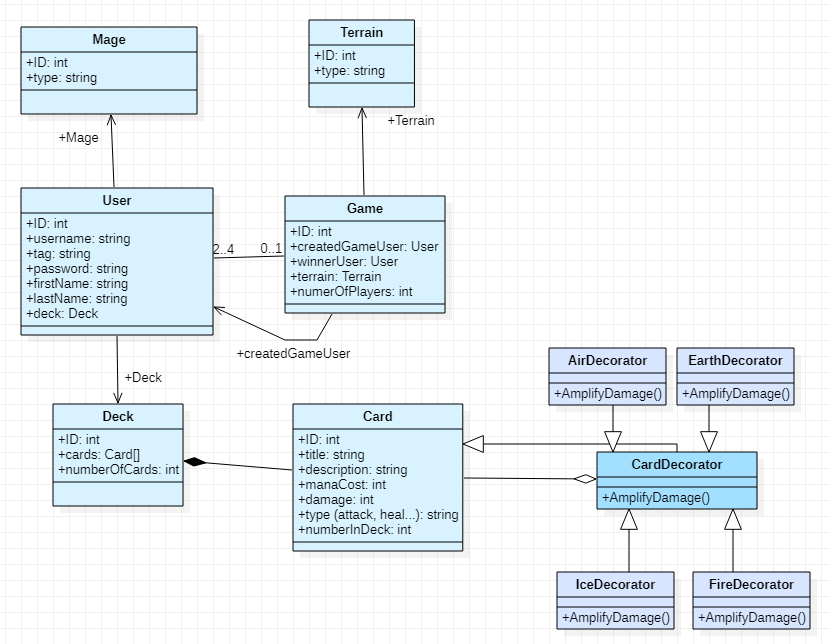 Mage
+ID: int
+type: string
Terrain
+ID: int
+type: string
+Mage
+Terrain
User
+ID: int
+username: string
+tag: string
+password: string
+firstName: string
+lastName: string
+deck: Deck
2..4
0..1
Game
+ID: int
+createdGameUser: User
+winnerUser: User
+terrain: Terrain
+numerOfPlayers: int
+createdGameUser
+Deck
Deck
+ID: int
+cards: Card[]
+numberOfCards: int
Card
+ID: int
+title: string
+description: string
+manaCost: int
+damage: int
+type (attack, heal...): string
+numberInDeck: int
AirDecorator
+AmplifyDamage()
EarthDecorator
+AmplifyDamage()
CardDecorator
+AmplifyDamage()
IceDecorator
+AmplifyDamage()
FireDecorator
+AmplifyDamage()